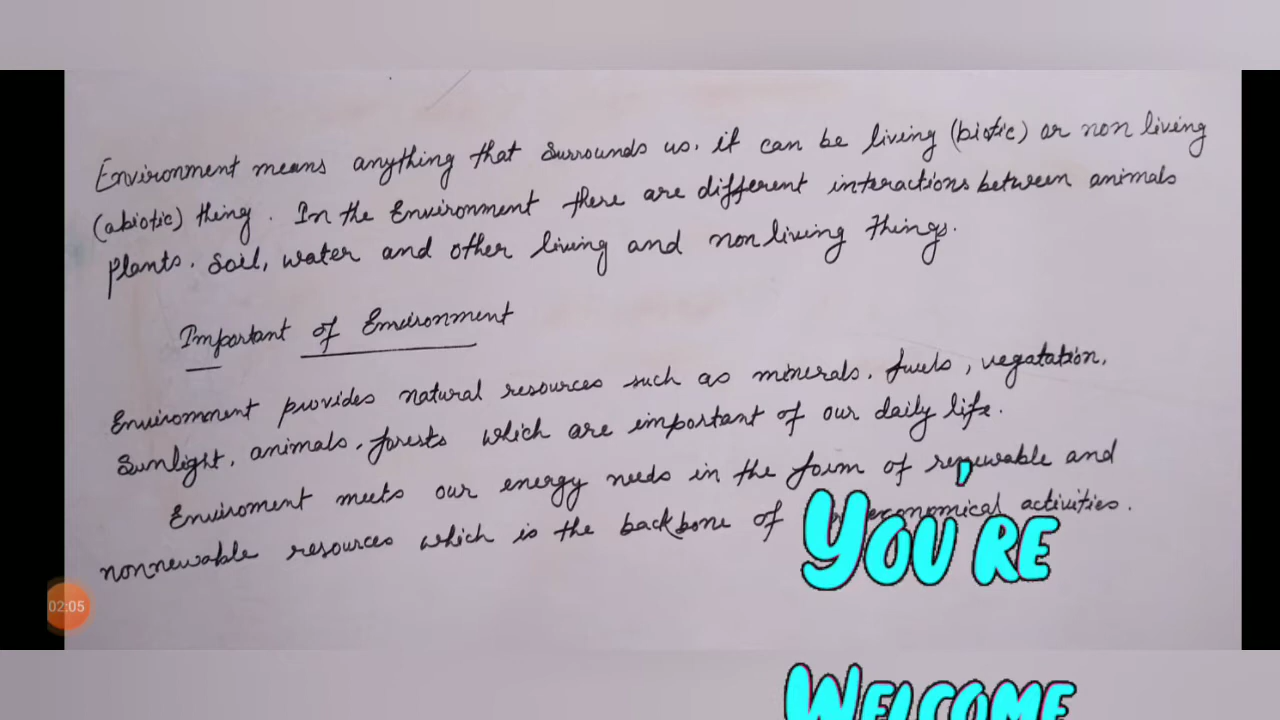 Environment means anything that surrounds us. it can be living (biotic) or non living
(abiotic) thing. In the Environment there are different interactions between animals
plants. soil, water and other living and non living things.
Important of Environment
Enviromnent provides natural resources such as minerals. fuels, vegatation.
Sunlight. animals. forests which are important of our daily life.
Enviroment meets our energy needs in the form of renewable and
nonnewable resources which is the backbone of economical activities.
YOU'RE
WELCOME
02:05